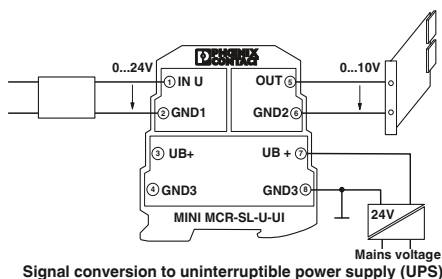 PHOENIX
CONTACT
0...24V
1 IN U
OUT 5
0...10V
2 GND1
GND2 6
3 UB+
UB + 7
4 GND3
GND3 8
24V
MINI MCR-SL-U-UI
Mains voltage
Signal conversion to uninterruptible power supply (UPS)